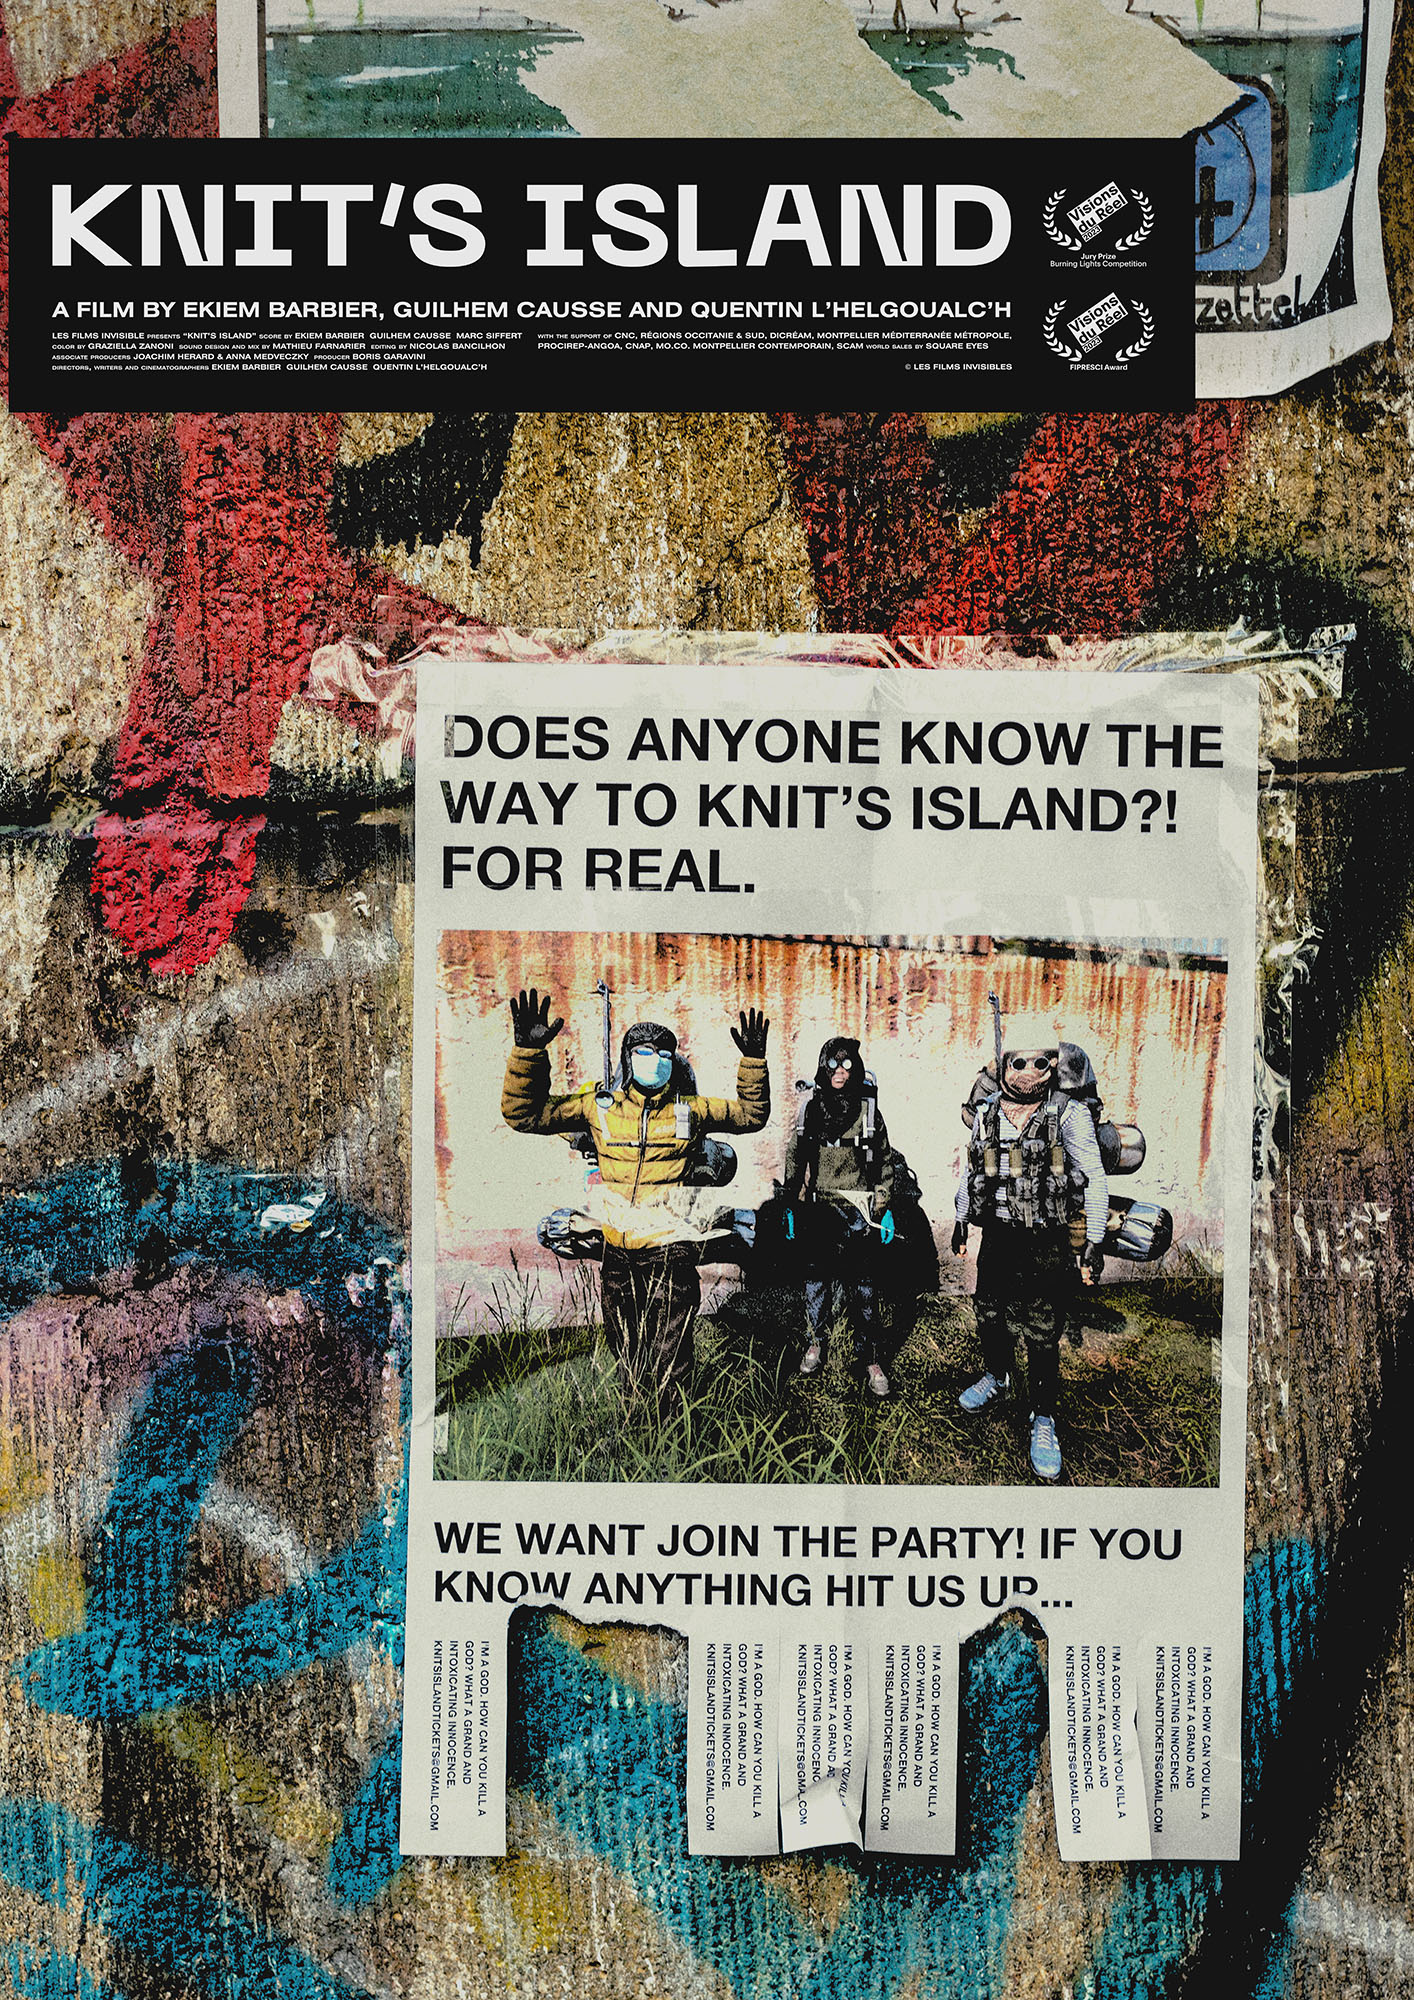 KNIT'S ISLAND
A FILM BY EKIEM BARBIER, GUILHEM CAUSSE AND QUENTIN L'HELGOUALC'H
LES FILMS INVISIBLE PRESENTS "KNIT'S ISLAND" SCORE BY EKIEM BARBIER GUILHEM CAUSSE MARC SIFFERT
COLOR BY GRAZIELLA ZANONI SOUND DESIGN AND MIX BY MATHIEU FARNARIER EDITING BY NICOLAS BANCILHON
ASSOCIATE PRODUCERS JOACHIM HERARD & ANNA MEDVECZKY PRODUCER BORIS GARAVINI
DIRECTORS, WRITERS AND CINEMATOGRAPHERS EKIEM BARBIER GUILHEM CAUSSE QUENTIN L'HELGOUALC'H
WITH THE SUPPORT OF CNC, RÉGIONS OCCITANIE & SUD, DICRÉAM, MONTPELLIER MÉDITERRANÉE MÉTROPOLE,
PROCIREP-ANGOA, CNAP, MO.CO. MONTPELLIER CONTEMPORAIN, SCAM WORLD SALES BY SQUARE EYES
© LES FILMS INVISIBLES
Visions
du Réel
2023
Jury Prize
Burning Lights Competition
Visions
du Réel
2023
FIPRESCI Award
zettel
DOES ANYONE KNOW THE
WAY TO KNIT'S ISLAND?!
FOR REAL.
WE WANT JOIN THE PARTY! IF YOU
KNOW ANYTHING HIT US UP...
I'M A GOD. HOW CAN YOU KILL A
GOD? WHAT A GRAND AND
INTOXICATING INNOCENCE.
KNITSISLANDTICKETS@GMAIL.COM
I'M A GOD. HOW CAN YOU KILL A
GOD? WHAT A GRAND AND
INTOXICATING INNOCENCE.
KNITSISLANDTICKETS@GMAIL.COM
I'M A GOD. HOW CAN YOU KILL A
GOD? WHAT A GRAND
INTOXICATING INNOCENC
KNITSISLANDTICKETS@GMAIL.COM
I'M A GOD. HOW CAN YOU KILL A
GOD? WHAT A GRAND AND
INTOXICATING INNOCENCE.
KNITSISLANDTICKETS@GMAIL.COM
I'M A GOD. HOW CAN YOU KILL A
GOD? WHAT A GRAND AND
INTOXICATING INNOCENCE.
KNITSISLANDTICKETS@GMAIL.COM
I'M A GOD. HOW CAN YOU KILL A
GOD? WHAT A GRAND AND
INTOXICATING INNOCENCE.
KNITSISLANDTICKETS@GMAIL.COM